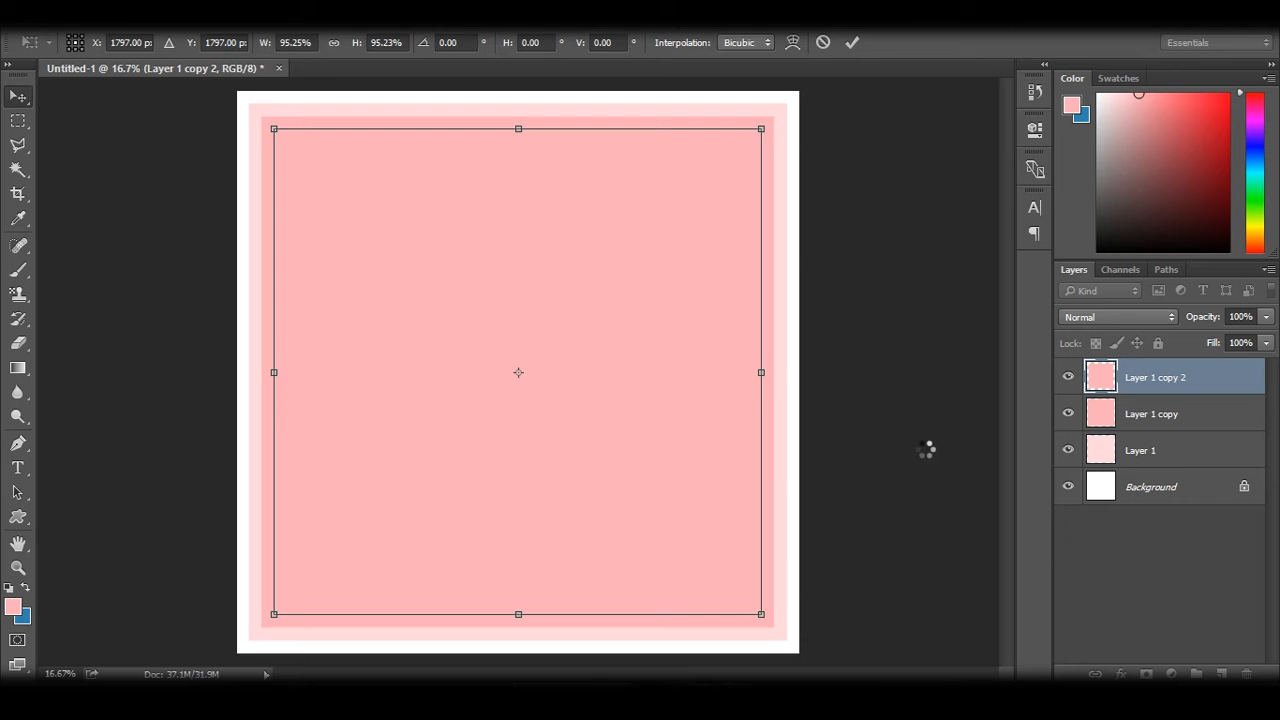 X: 1797.00 p: Y: 1797.00 p: W: 95.25% H: 95.23% 0.00 ° H: 0.00 ° V: 0.00 ° Interpolation: Bicubic Essentials
Untitled-1 @ 16.7% (Layer 1 copy 2, RGB/8) * ×
Color Swatches
A|
Layers Channels Paths
Kind T
Normal Opacity: 100%
Lock: Fill: 100%
Layer 1 copy 2
Layer 1 copy
Layer 1
Background
T
16.67% Doc: 37.1M/31.9M
fx